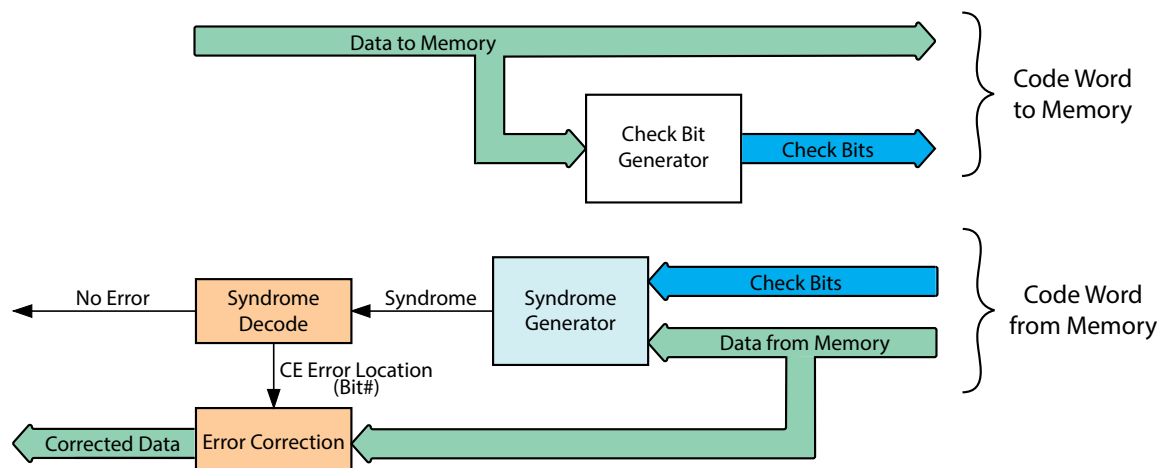 Data to Memory
Code Word
to Memory
Check Bit
Generator
Check Bits
Check Bits
Syndrome
Generator
Syndrome
Syndrome
Decode
No Error
Code Word
from Memory
Data from Memory
CE Error Location
(Bit#)
Error Correction
Corrected Data